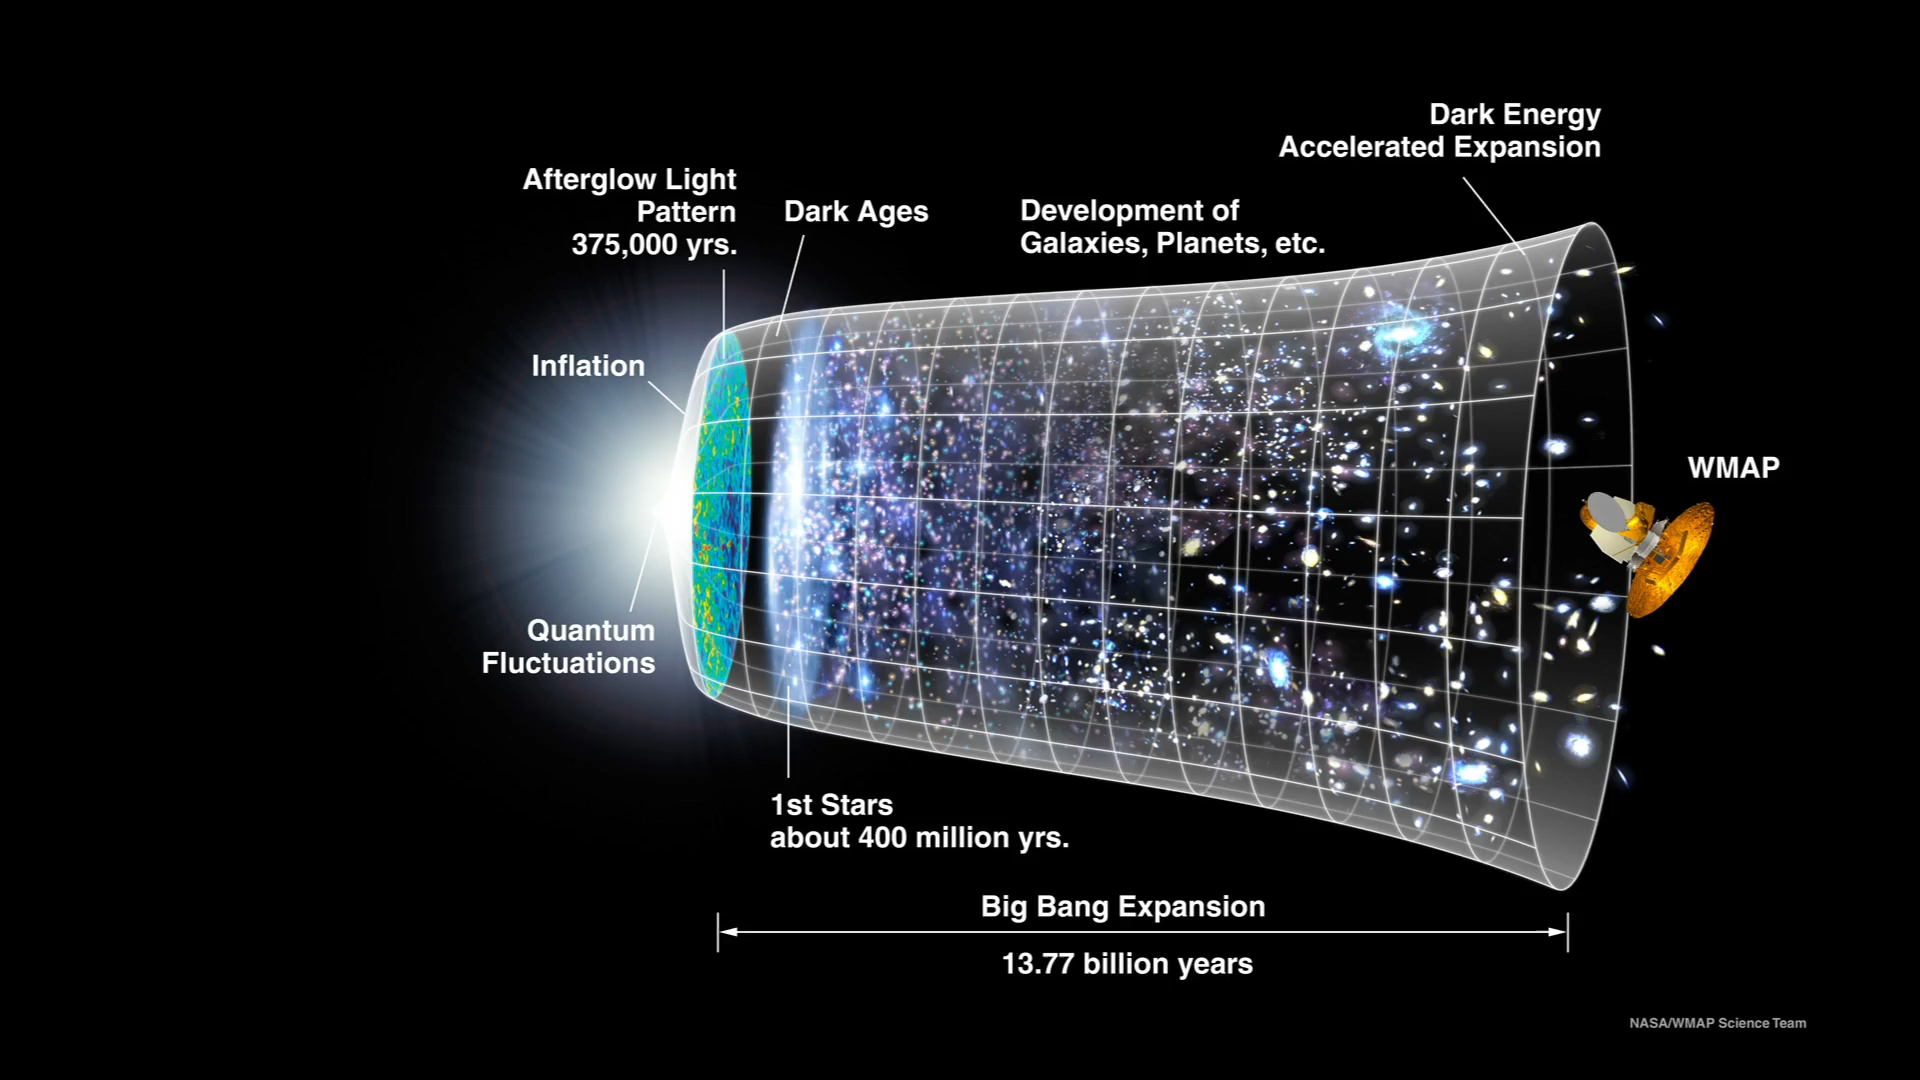 Dark Energy
Accelerated Expansion
Afterglow Light
Pattern
375,000 yrs.
Dark Ages
Development of
Galaxies, Planets, etc.
Inflation
WMAP
Quantum
Fluctuations
1st Stars
about 400 million yrs.
Big Bang Expansion
13.77 billion years
NASA/WMAP Science Team